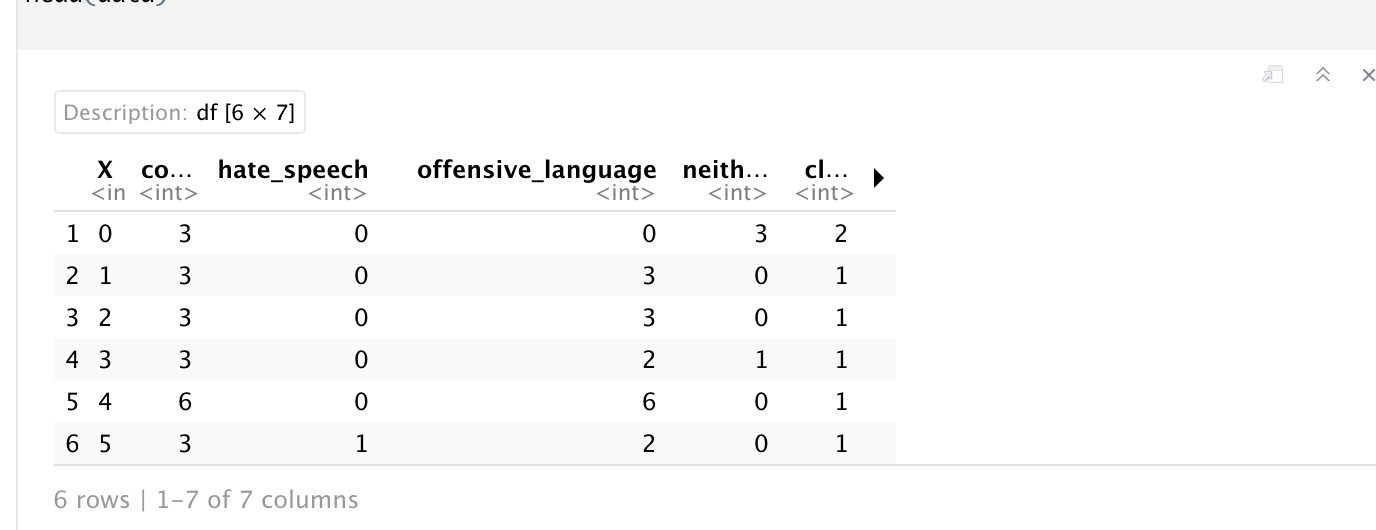 head(data)
Description: df [6 × 7]
X co... hate_speech offensive_language neith... cl...
<in <int> <int> <int> <int> <int>
1 0 3 0 0 3 2
2 1 3 0 3 0 1
3 2 3 0 3 0 1
4 3 3 0 2 1 1
5 4 6 0 6 0 1
6 5 3 1 2 0 1
6 rows | 1-7 of 7 columns